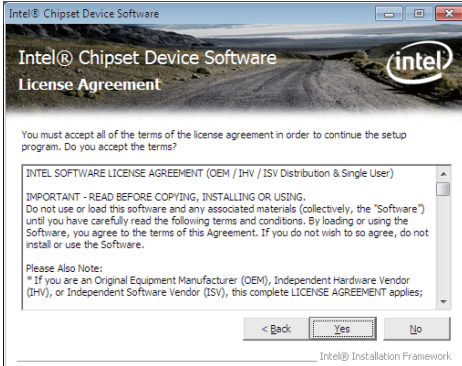 Intel® Chipset Device Software
Intel® Chipset Device Software
(intel)
License Agreement
You must accept all of the terms of the license agreement in order to continue the setup
program. Do you accept the terms?
INTEL SOFTWARE LICENSE AGREEMENT (OEM / IHV / ISV Distribution & Single User)
IMPORTANT - READ BEFORE COPYING, INSTALLING OR USING.
Do not use or load this software and any associated materials (collectively, the "Software")
until you have carefully read the following terms and conditions. By loading or using the
Software, you agree to the terms of this Agreement. If you do not wish to so agree, do not
install or use the Software.
Please Also Note:
* If you are an Original Equipment Manufacturer (OEM), Independent Hardware Vendor
(IHV), or Independent Software Vendor (ISV), this complete LICENSE AGREEMENT applies;
< Back Yes No
Intel® Installation Framework